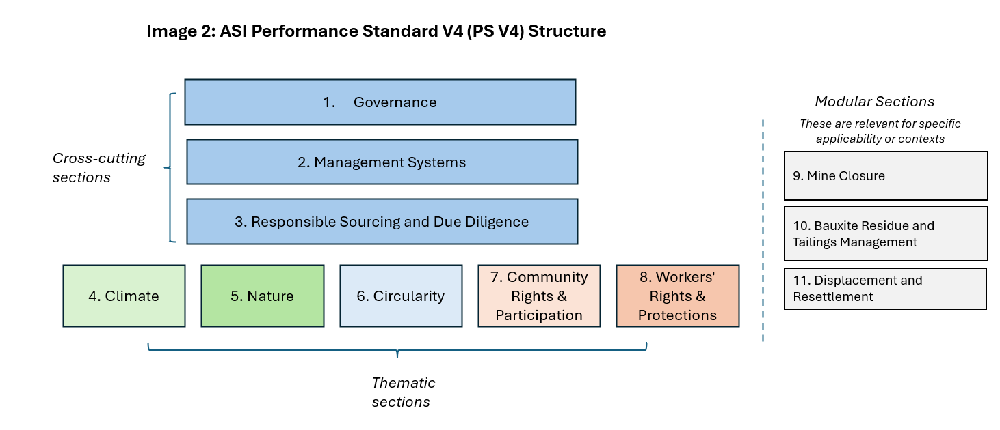 Image 2: ASI Performance Standard V4 (PS V4) Structure
Cross-cutting
sections
1. Governance
2. Management Systems
3. Responsible Sourcing and Due Diligence
4. Climate
5. Nature
6. Circularity
7. Community
Rights &
Participation
8. Workers'
Rights &
Protections
Thematic
sections
Modular Sections
These are relevant for specific
applicability or contexts
9. Mine Closure
10. Bauxite Residue and
Tailings Management
11. Displacement and
Resettlement